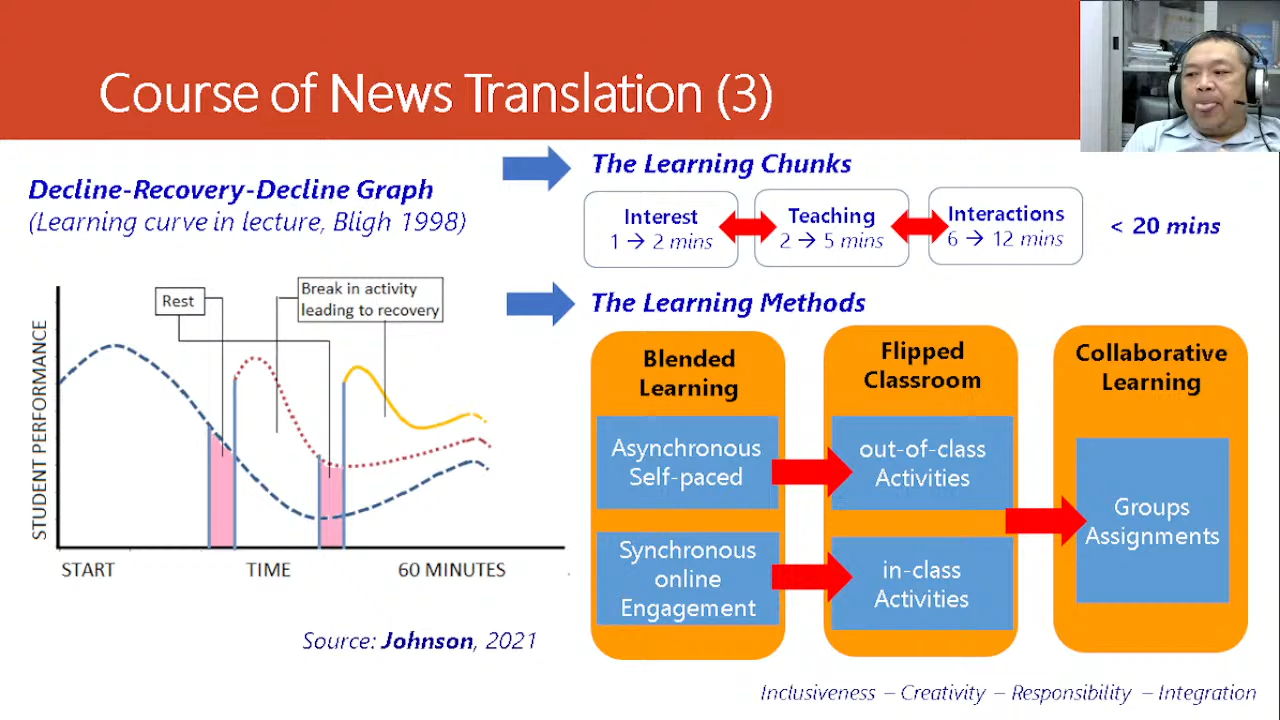 Course of News Translation (3)
Decline-Recovery-Decline Graph
(Learning curve in lecture, Bligh 1998)
Rest
Break in activity
leading to recovery
STUDENT PERFORMANCE
START
TIME
60 MINUTES
Source: Johnson, 2021
The Learning Chunks
Interest
1 → 2 mins
Teaching
2 → 5 mins
Interactions
6 → 12 mins
< 20 mins
The Learning Methods
Blended
Learning
Asynchronous
Self-paced
Synchronous
online
Engagement
Flipped
Classroom
out-of-class
Activities
in-class
Activities
Collaborative
Learning
Groups
Assignments
Inclusiveness – Creativity – Responsibility – Integration